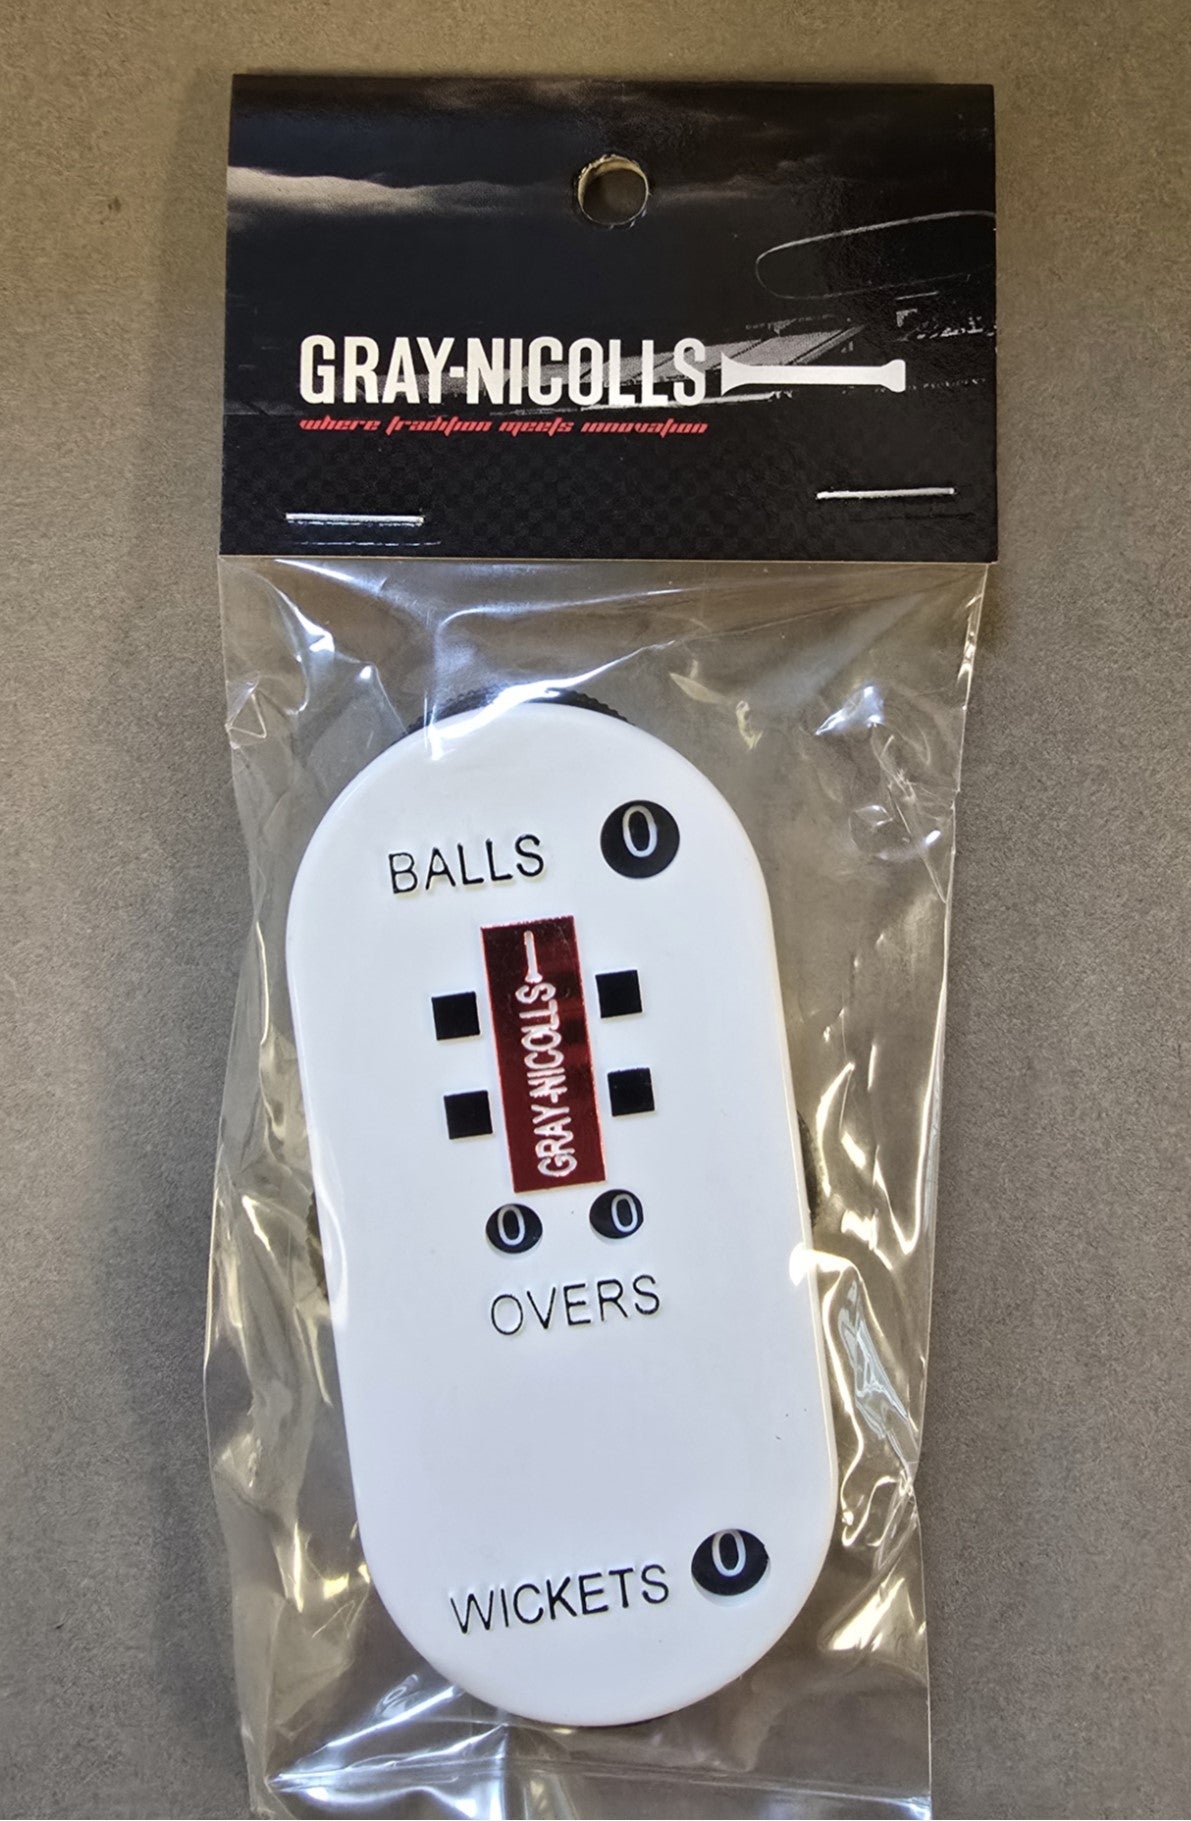 GRAY-NICOLLS
where tradition meets innovation
BALLS 0
GRAY-NICOLLS
0 0
OVERS
WICKETS 0